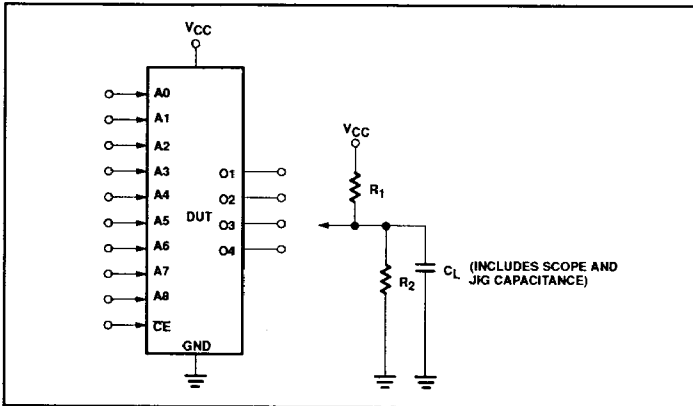 VCC
A0
A1
A2
A3
A4
A5
A6
A7
A8
CE
DUT
O1
O2
O3
O4
GND
VCC
R1
R2
CL (INCLUDES SCOPE AND
JIG CAPACITANCE)